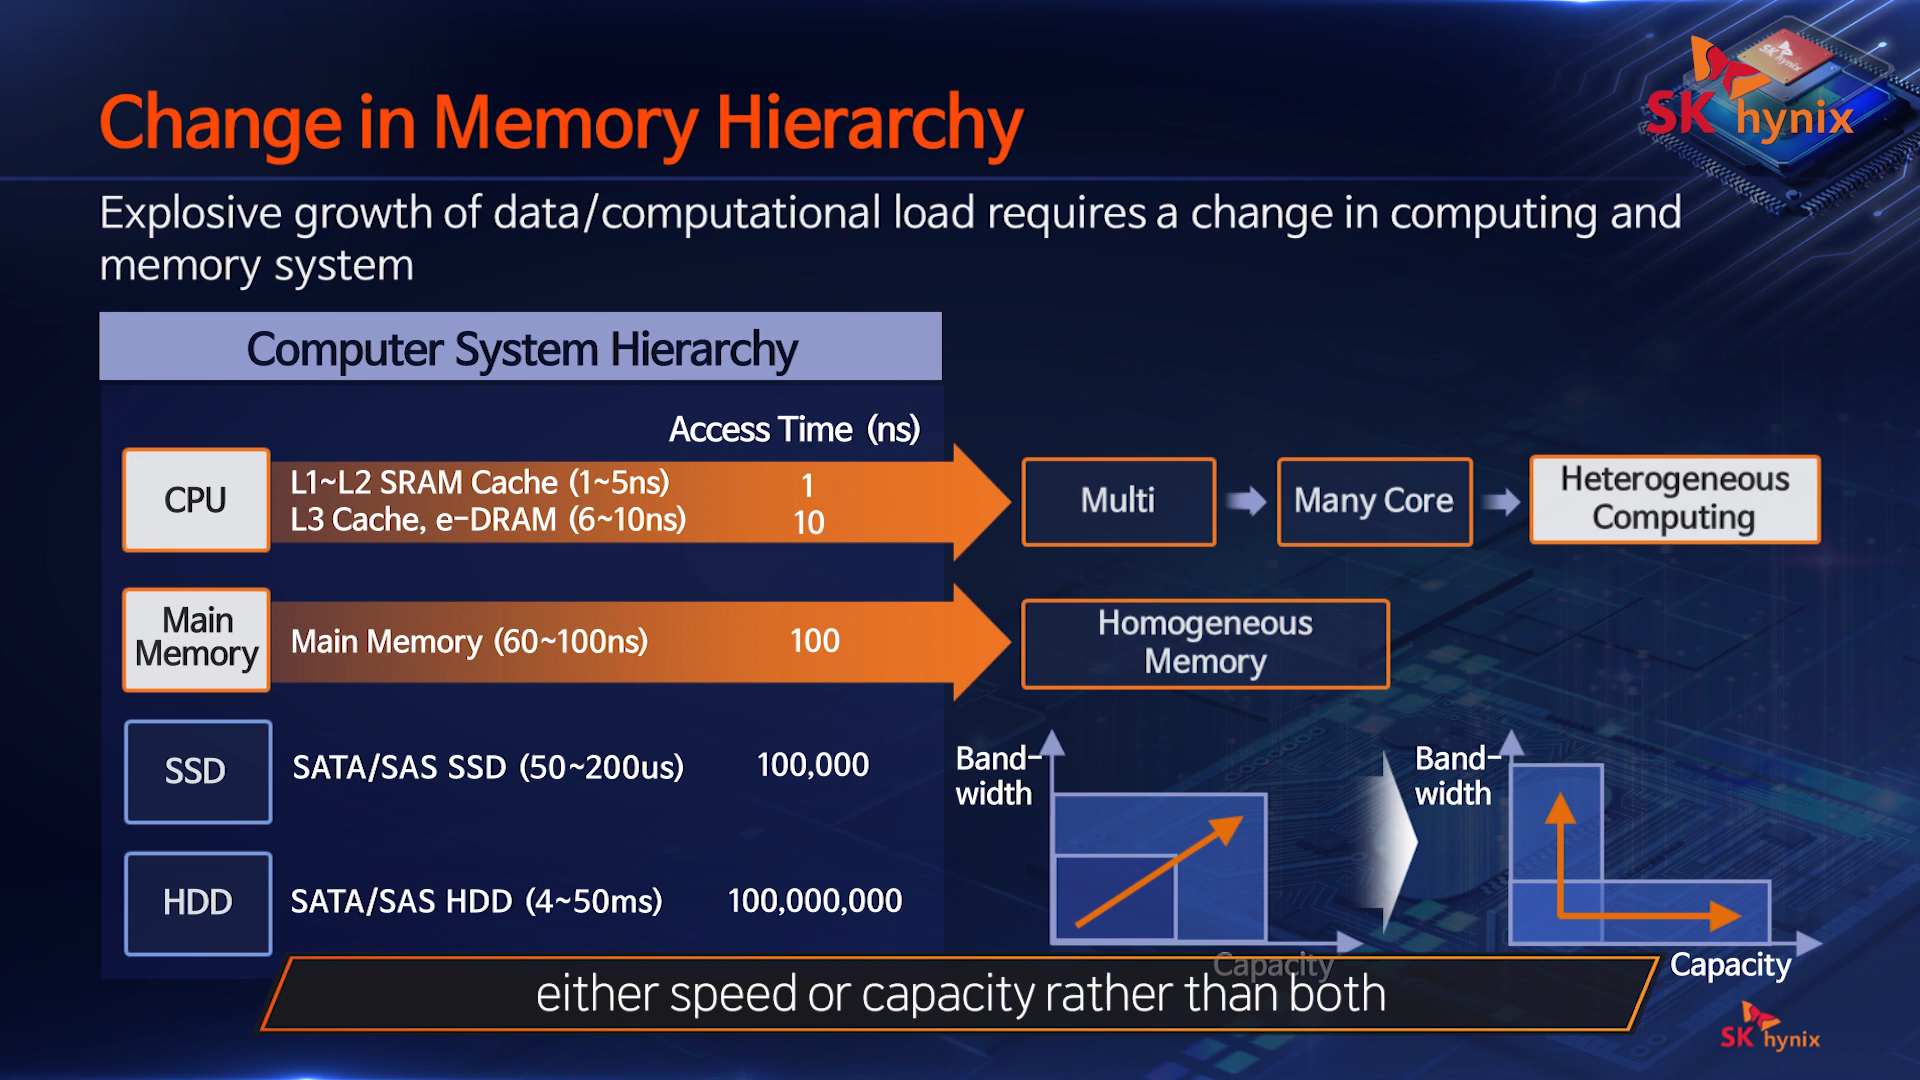 SK hynix
SK hynix
Change in Memory Hierarchy
Explosive growth of data/computational load requires a change in computing and
memory system
Computer System Hierarchy
Access Time (ns)
CPU
L1~L2 SRAM Cache (1~5ns) 1
L3 Cache, e-DRAM (6~10ns) 10
Multi
Many Core
Heterogeneous
Computing
Main
Memory
Main Memory (60~100ns) 100
Homogeneous
Memory
SSD
SATA/SAS SSD (50~200us) 100,000
HDD
SATA/SAS HDD (4~50ms) 100,000,000
Band-
width
Capacity
Band-
width
Capacity
either speed or capacity rather than both
SK hynix